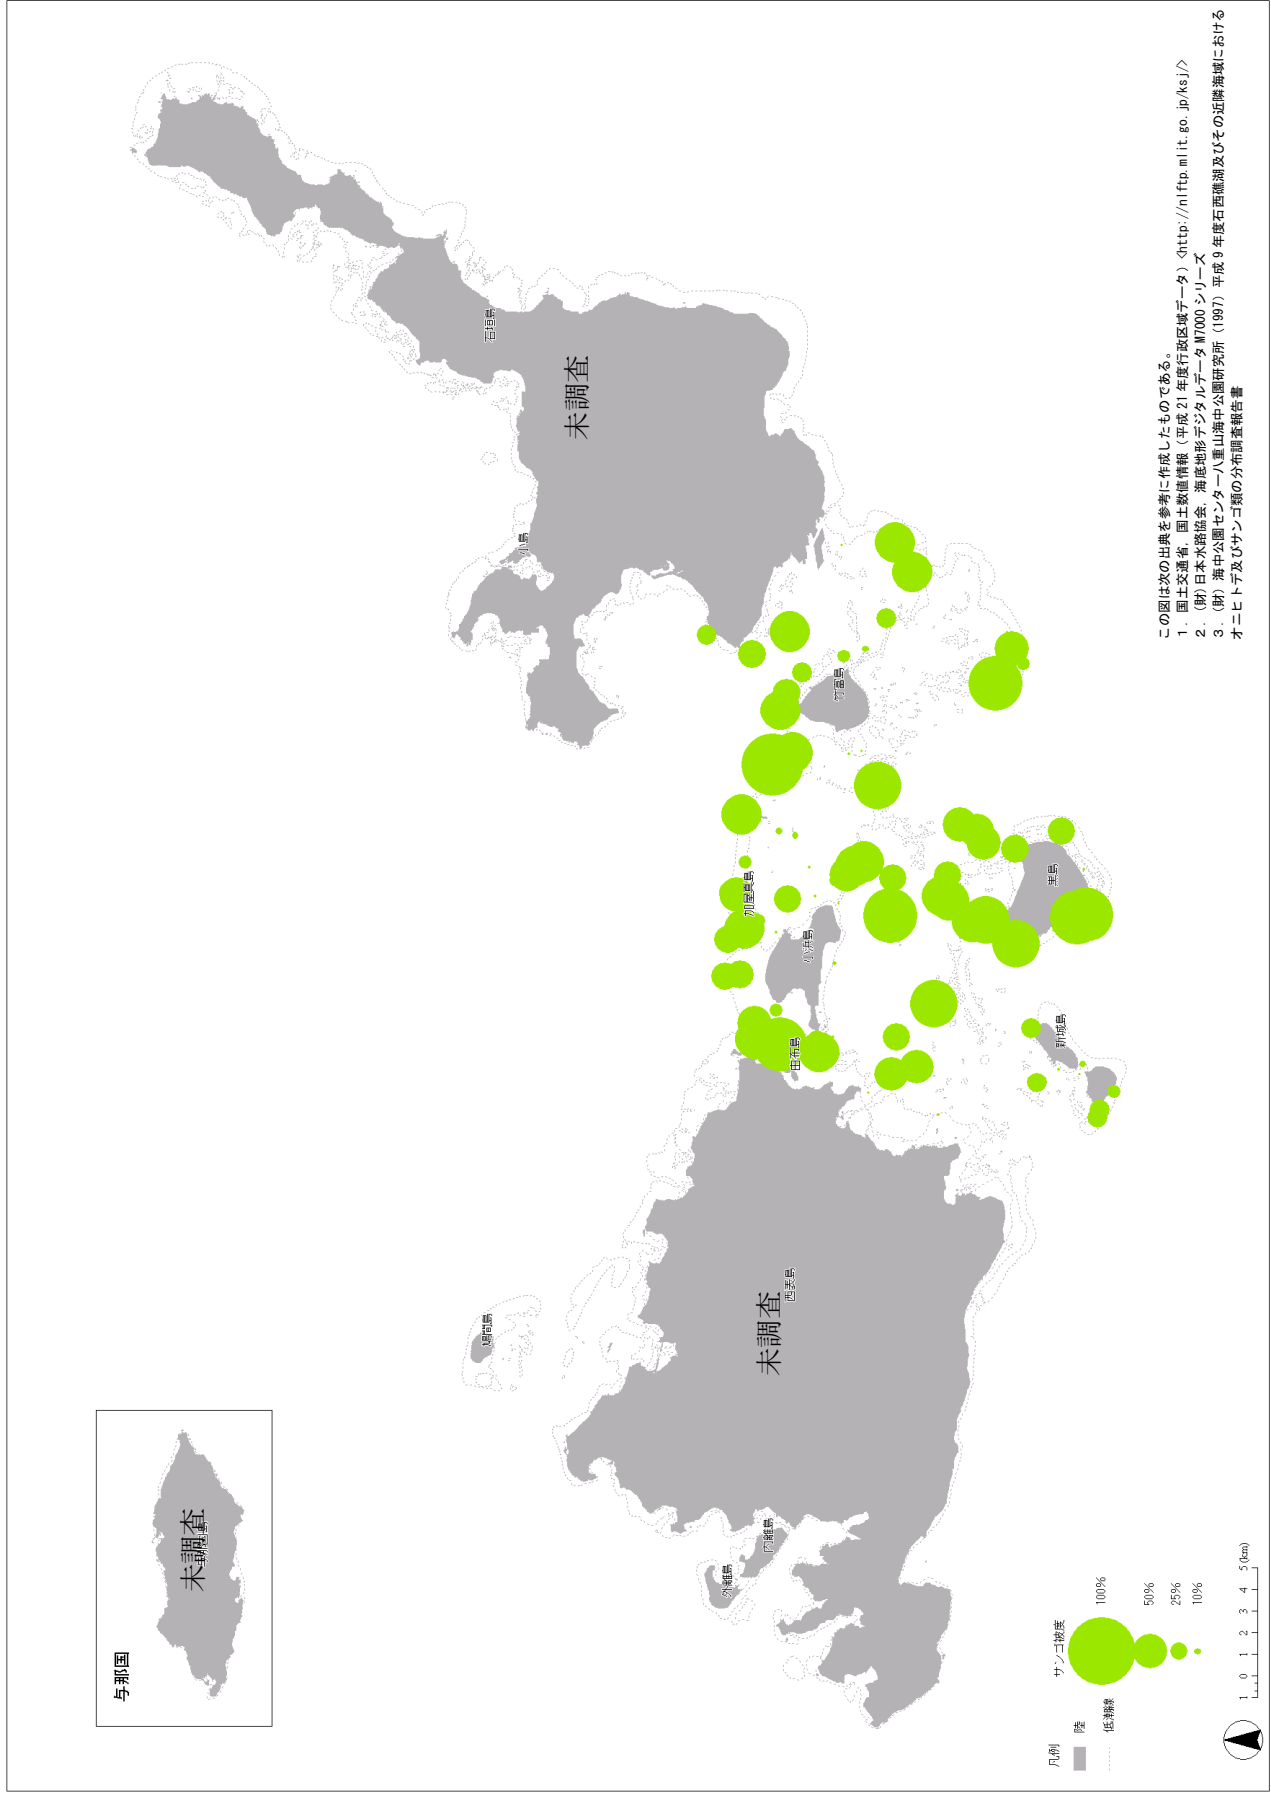 与那国
未調査
鳩間島
外離島
内離島
未調査
西表島
由布島
小浜島
加屋真島
新城島
黒島
竹富島
小島
石垣島
未調査
凡例
陸
低潮線
サンゴ被度
100%
50%
25%
10%
1 0 1 2 3 4 5(km)
この図は次の出典を参考に作成したものである。
1. 国土交通省, 国土数値情報(平成21年度行政区域データ)<http://nlftp.mlit.go.jp/ksj/>
2. (財)日本水路協会, 海底地形デジタルデータ M7000 シリーズ
3. (財)海中公園センター八重山海中公園研究所(1997)平成9年度石西礁湖及びその近隣海域における
オニヒトデ及びサンゴ類の分布調査報告書